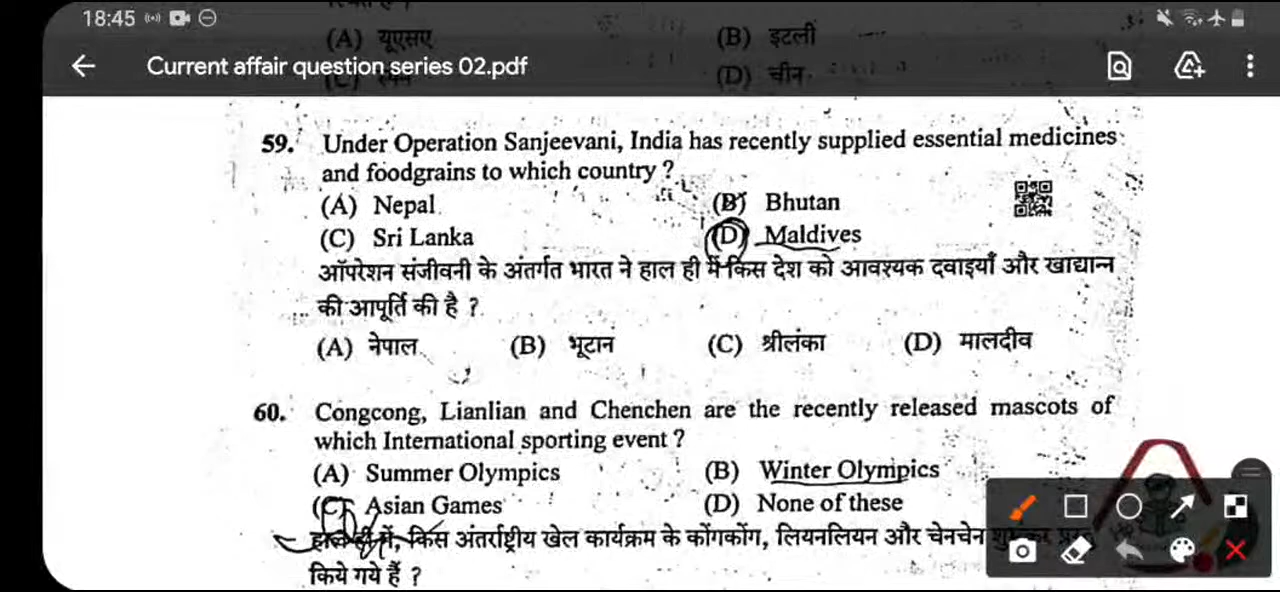 18:45
(A) यूएसए (B) इटली
Current affair question series 02.pdf
(D) चीन
59. Under Operation Sanjeevani, India has recently supplied essential medicines
and foodgrains to which country ?
(A) Nepal (B) Bhutan
(C) Sri Lanka (D) Maldives
ऑपरेशन संजीवनी के अंतर्गत भारत ने हाल ही में किस देश को आवश्यक दवाइयाँ और खाद्यान्न
की आपूर्ति की है ?
(A) नेपाल (B) भूटान (C) श्रीलंका (D) मालदीव
60. Congcong, Lianlian and Chenchen are the recently released mascots of
which International sporting event ?
(A) Summer Olympics (B) Winter Olympics
(C) Asian Games (D) None of these
हाल ही में, किस अंतर्राष्ट्रीय खेल कार्यक्रम के कोंगकोंग, लियनलियन और चेनचेन
किये गये हैं ?